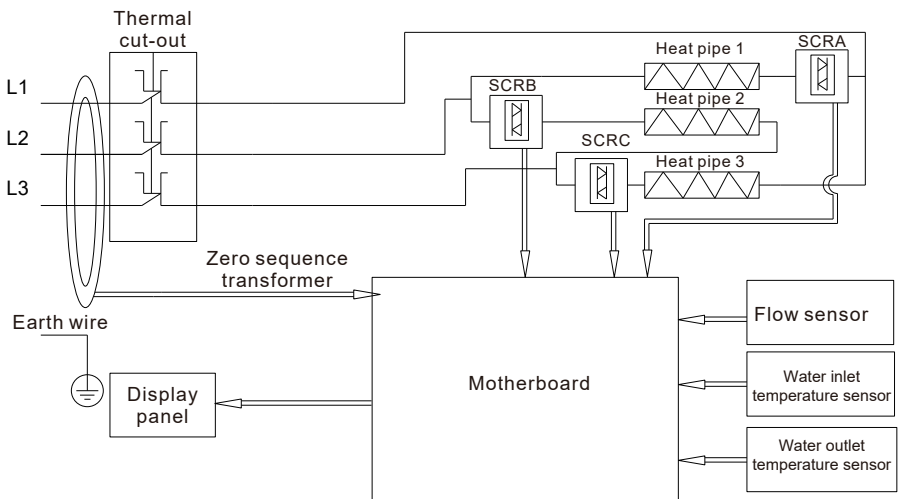 Thermal
cut-out
L1
L2
L3
Heat pipe 1
SCRA
SCRB
Heat pipe 2
SCRC
Heat pipe 3
Zero sequence
transformer
Earth wire
Display
panel
Motherboard
Flow sensor
Water inlet
temperature sensor
Water outlet
temperature sensor